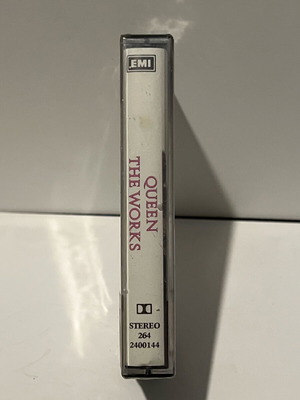 EMI
QUEEN
THE WORKS
STEREO
264
2400144